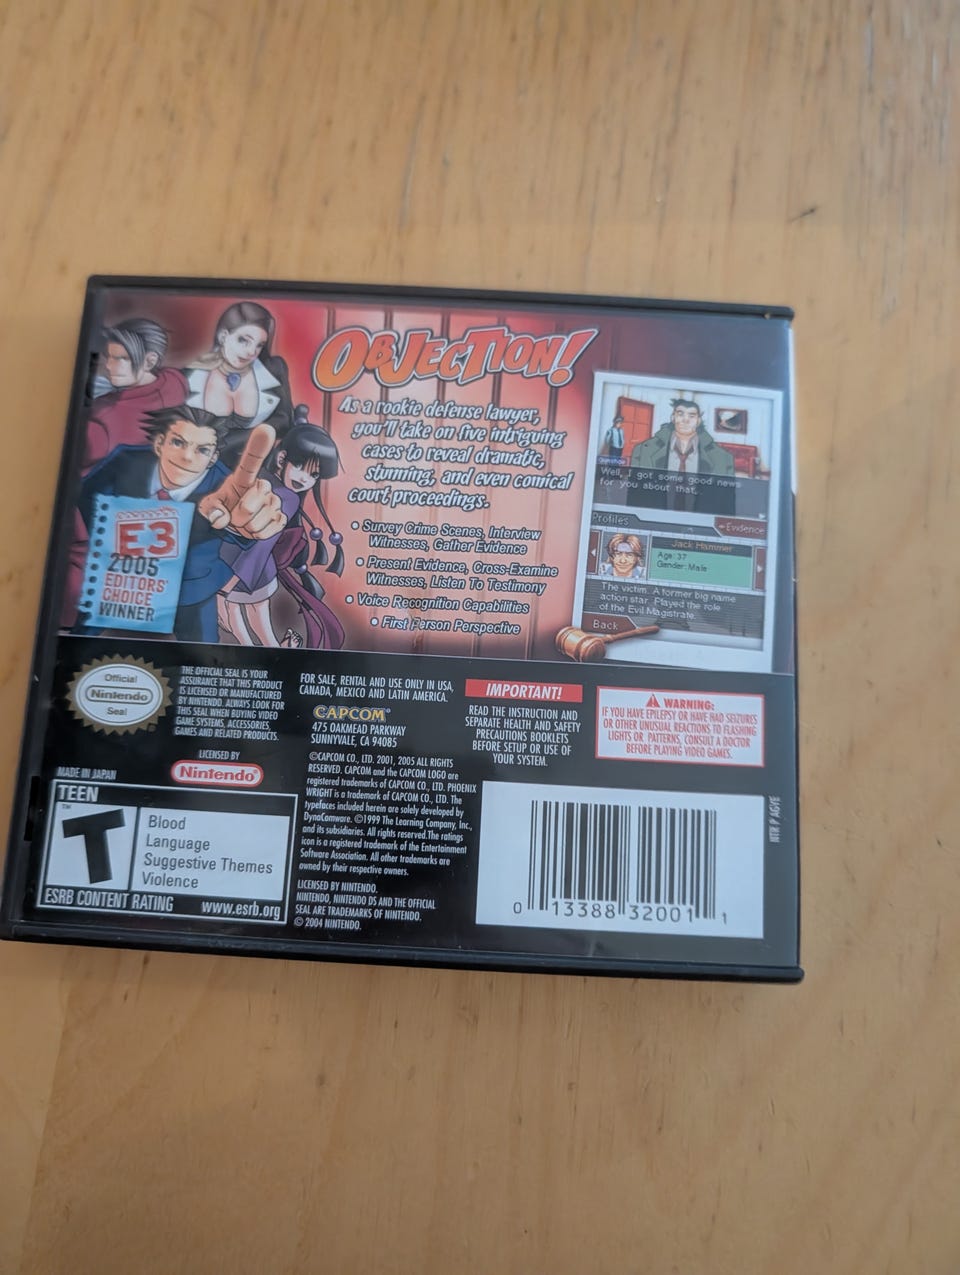 OBJECTION!
As a rookie defense lawyer,
you'll take on five intriguing
cases to reveal dramatic,
stunning, and even comical
court proceedings.
• Survey Crime Scenes, Interview
Witnesses, Gather Evidence
• Present Evidence, Cross-Examine
Witnesses, Listen To Testimony
• Voice Recognition Capabilities
• First Person Perspective
E3
2005
EDITORS'
CHOICE
WINNER
Gumshoe
Well, I got some good news
for you about that.
Profiles
Evidence
Jack Hammer
Age: 37
Gender: Male
The victim. A former big name
action star. Played the role
of the Evil Magistrate.
Back
Official
Nintendo
Seal
THE OFFICIAL SEAL IS YOUR
ASSURANCE THAT THIS PRODUCT
IS LICENSED OR MANUFACTURED
BY NINTENDO. ALWAYS LOOK FOR
THIS SEAL WHEN BUYING VIDEO
GAME SYSTEMS, ACCESSORIES,
GAMES AND RELATED PRODUCTS.
LICENSED BY
Nintendo®
MADE IN JAPAN
TEEN
T
TM
Blood
Language
Suggestive Themes
Violence
ESRB CONTENT RATING
www.esrb.org
FOR SALE, RENTAL AND USE ONLY IN USA,
CANADA, MEXICO AND LATIN AMERICA.
CAPCOM®
475 OAKMEAD PARKWAY
SUNNYVALE, CA 94085
©CAPCOM CO., LTD. 2001, 2005 ALL RIGHTS
RESERVED. CAPCOM and the CAPCOM LOGO are
registered trademarks of CAPCOM CO., LTD. PHOENIX
WRIGHT is a trademark of CAPCOM CO., LTD. The
typefaces included herein are solely developed by
DynaComware. ©1999 The Learning Company, Inc.,
and its subsidiaries. All rights reserved. The ratings
icon is a registered trademark of the Entertainment
Software Association. All other trademarks are
owned by their respective owners.
LICENSED BY NINTENDO.
NINTENDO, NINTENDO DS AND THE OFFICIAL
SEAL ARE TRADEMARKS OF NINTENDO.
© 2004 NINTENDO.
IMPORTANT!
READ THE INSTRUCTION AND
SEPARATE HEALTH AND SAFETY
PRECAUTIONS BOOKLETS
BEFORE SETUP OR USE OF
YOUR SYSTEM.
WARNING:
IF YOU HAVE EPILEPSY OR HAVE HAD SEIZURES
OR OTHER UNUSUAL REACTIONS TO FLASHING
LIGHTS OR PATTERNS, CONSULT A DOCTOR
BEFORE PLAYING VIDEO GAMES.
0 13388 32001 1